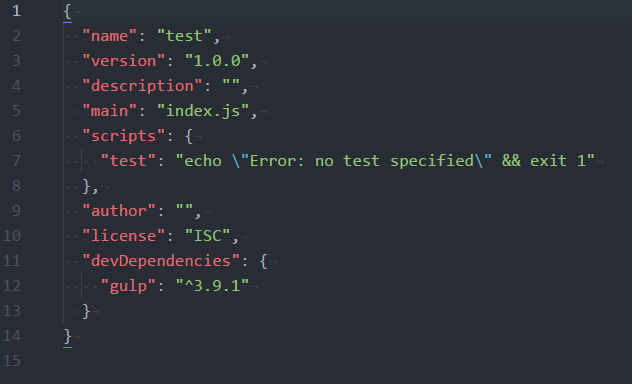 1 {
2 "name": "test",
3 "version": "1.0.0",
4 "description": "",
5 "main": "index.js",
6 "scripts": {
7 "test": "echo \"Error: no test specified\" && exit 1"
8 },
9 "author": "",
10 "license": "ISC",
11 "devDependencies": {
12 "gulp": "^3.9.1"
13 }
14 }
15